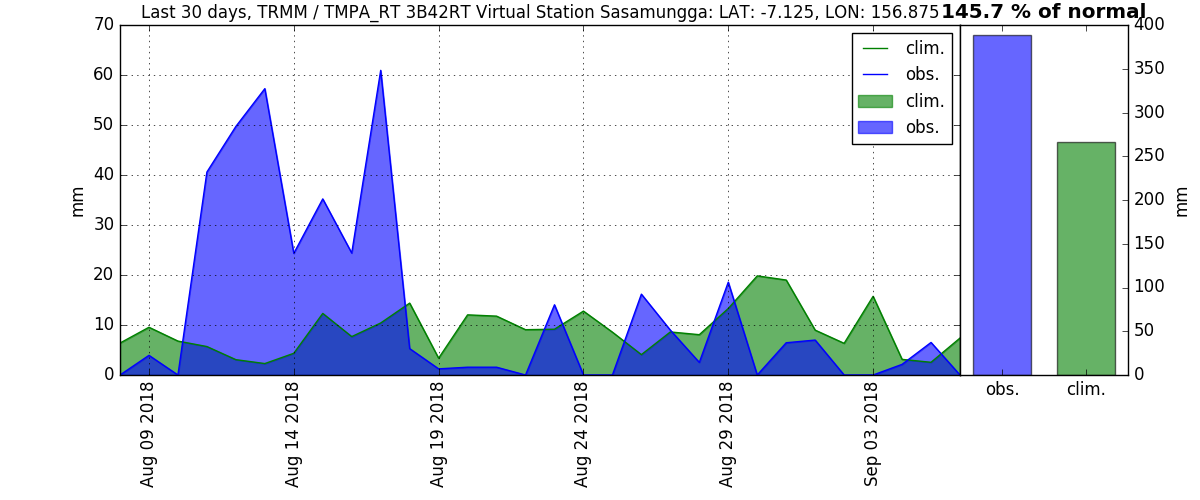 Last 30 days, TRMM / TMPA_RT 3B42RT Virtual Station Sasamungga: LAT: -7.125, LON: 156.875
145.7 % of normal
70
60
50
40
30
20
10
0
mm
clim.
obs.
clim.
obs.
Aug 09 2018
Aug 14 2018
Aug 19 2018
Aug 24 2018
Aug 29 2018
Sep 03 2018
400
350
300
250
200
150
100
50
0
mm
obs.
clim.